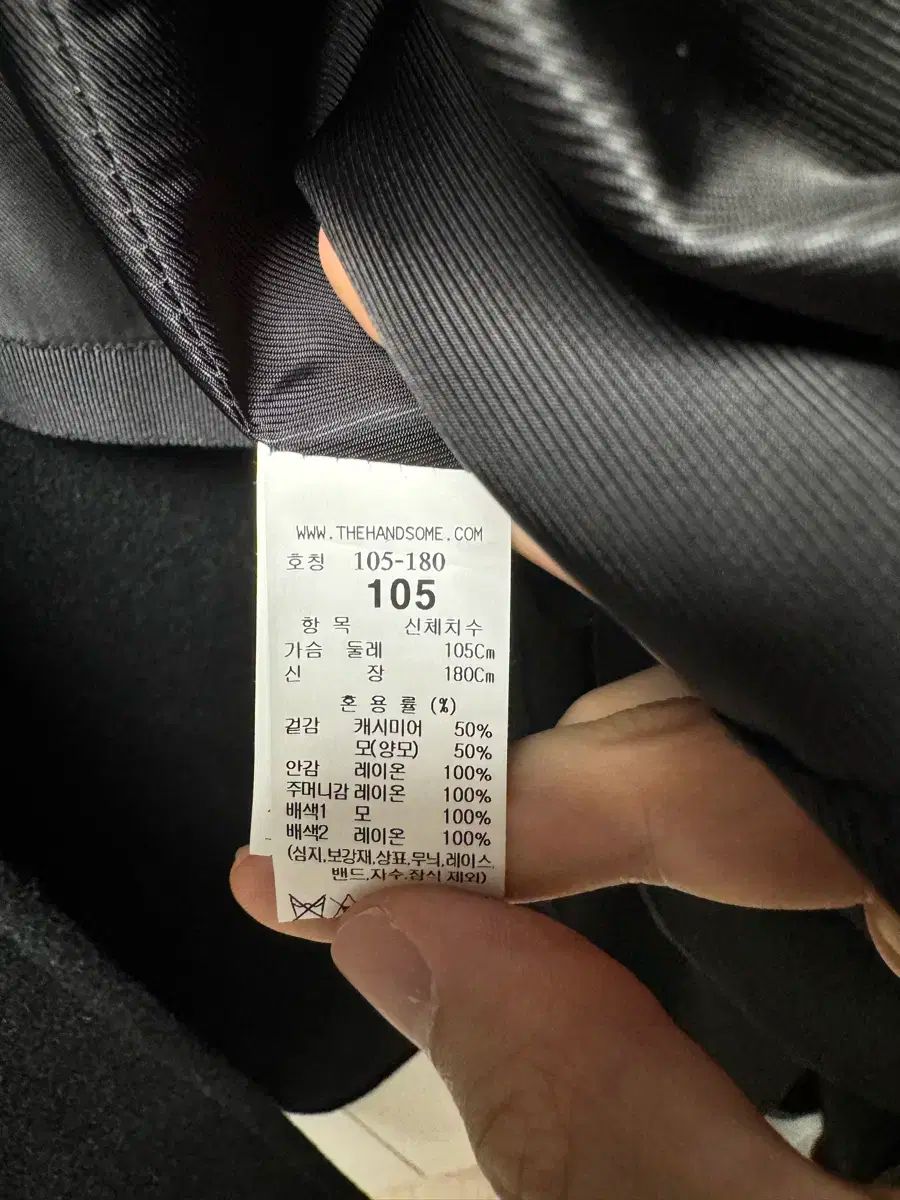 WWW.THEHANDSOME.COM
호칭 105-180
105
항 목 신체치수
가슴 둘레 105Cm
신 장 180Cm
혼 용 률 (%)
겉감 캐시미어 50%
모(양모) 50%
안감 레이온 100%
주머니감 레이온 100%
배색1 모 100%
배색2 레이온 100%
(심지,보강재,상표,무늬,레이스,
밴드,자수,장식 제외)